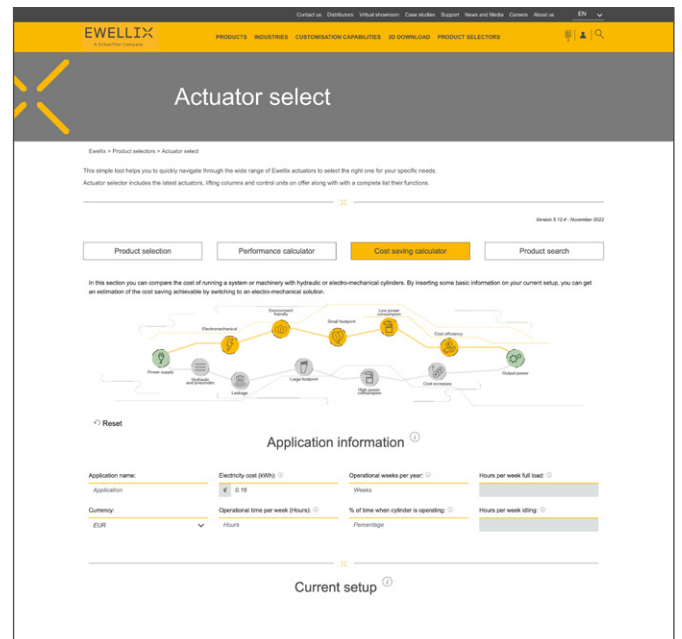 Contact us Distributors Virtual showroom Case studies Support News and Media Careers About us EN
EWELLIX
A Schaeffler Company
PRODUCTS INDUSTRIES CUSTOMISATION CAPABILITIES 3D DOWNLOAD PRODUCT SELECTORS
Actuator select
Ewellix > Product selectors > Actuator select
This simple tool helps you to quickly navigate through the wide range of Ewellix actuators to select the right one for your specific needs.
Actuator selector includes the latest actuators, lifting columns and control units on offer along with with a complete list their functions.
Version 5.12.4 - November 2022
Product selection Performance calculator Cost saving calculator Product search
In this section you can compare the cost of running a system or machinery with hydraulic or electro-mechanical cylinders. By inserting some basic information on your current setup, you can get
an estimation of the cost saving achievable by switching to an electro-mechanical solution.
Environment
friendly
Low power
consumption
Small footprint
Electromechanical
Cost efficiency
Power supply
Hydraulic
and pneumatic
Leakage
Large footprint
High power
consumption
Cost increases
Output power
Reset
Application information
Application name: Electricity cost (kWh): Operational weeks per year: Hours per week full load:
Application € 0.16 Weeks
Currency: Operational time per week (Hours): % of time when cylinder is operating: Hours per week idling:
EUR Hours Percentage
Current setup